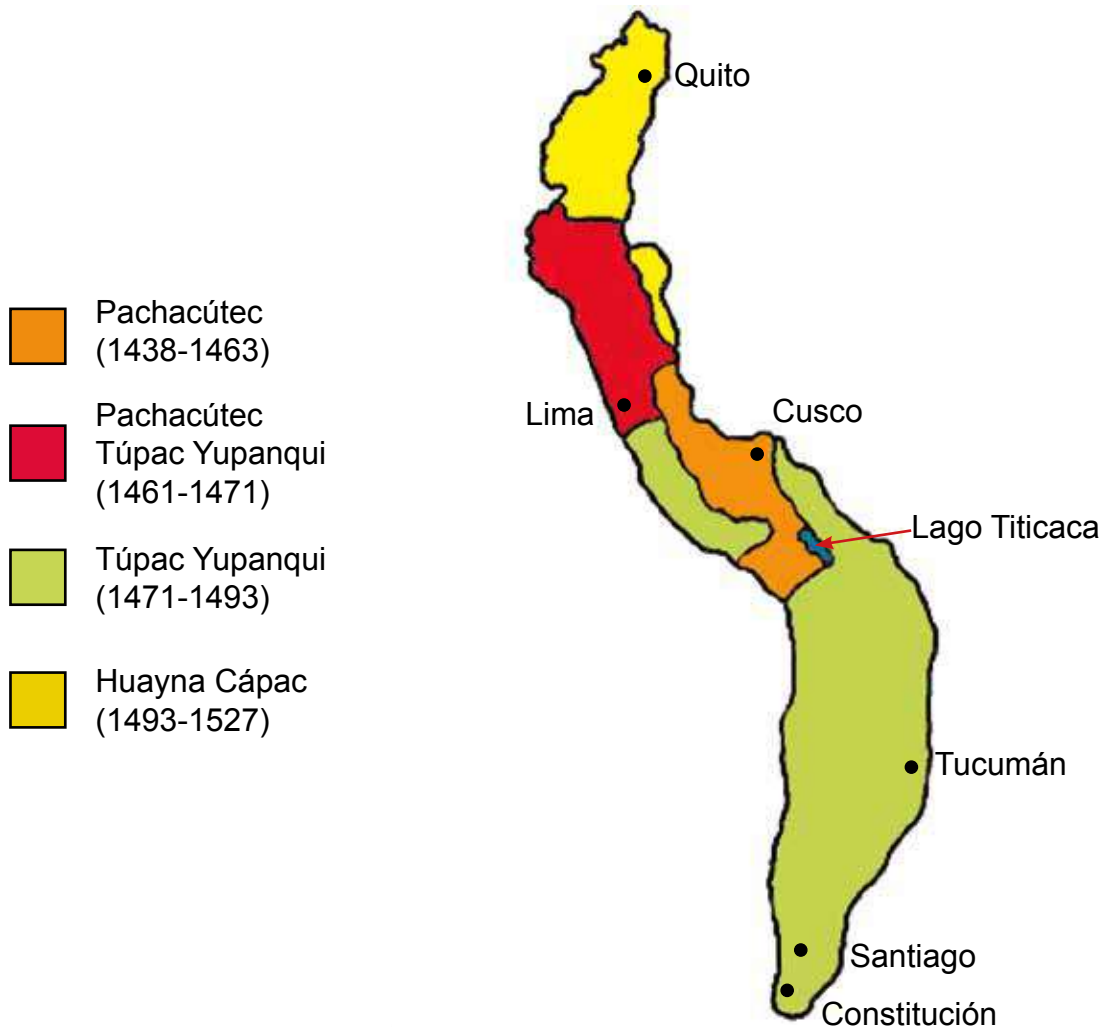 Quito
Pachacútec
(1438-1463)
Pachacútec
Túpac Yupanqui
(1461-1471)
Túpac Yupanqui
(1471-1493)
Huayna Cápac
(1493-1527)
Lima
Cusco
Lago Titicaca
Tucumán
Santiago
Constitución